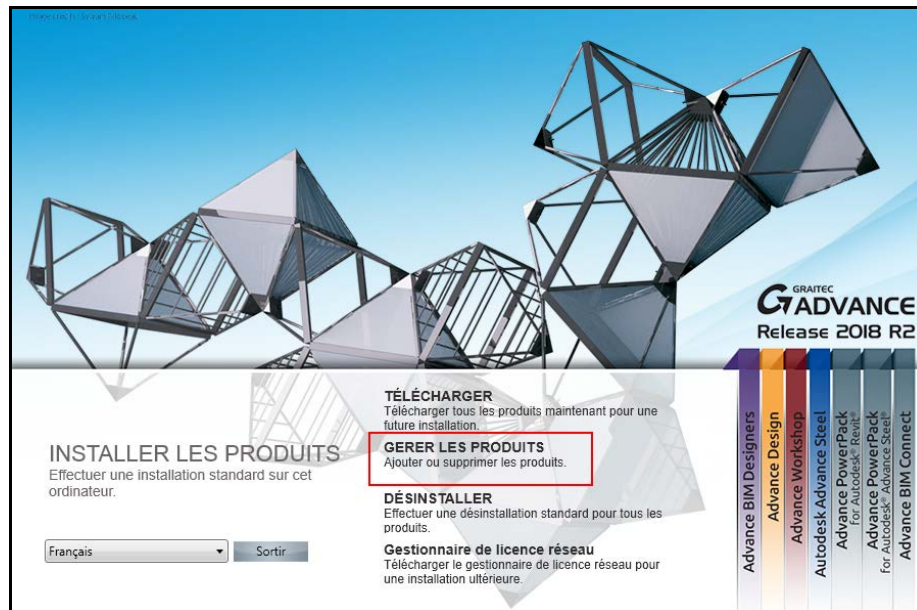 GRAITEC
ADVANCE
Release 2018 R2
TÉLÉCHARGER
Télécharger tous les produits maintenant pour une
future installation.
INSTALLER LES PRODUITS
Effectuer une installation standard sur cet
ordinateur.
GERER LES PRODUITS
Ajouter ou supprimer les produits.
DÉSINSTALLER
Effectuer une désinstallation standard pour tous les
produits.
Gestionnaire de licence réseau
Télécharger le gestionnaire de licence réseau pour
une installation ultérieure.
Français
Sortir
Advance BIM Designers
Advance Design
Advance Workshop
Autodesk Advance Steel
Advance PowerPack
for Autodesk® Revit®
Advance PowerPack
for Autodesk® Advance Steel®
Advance BIM Connect